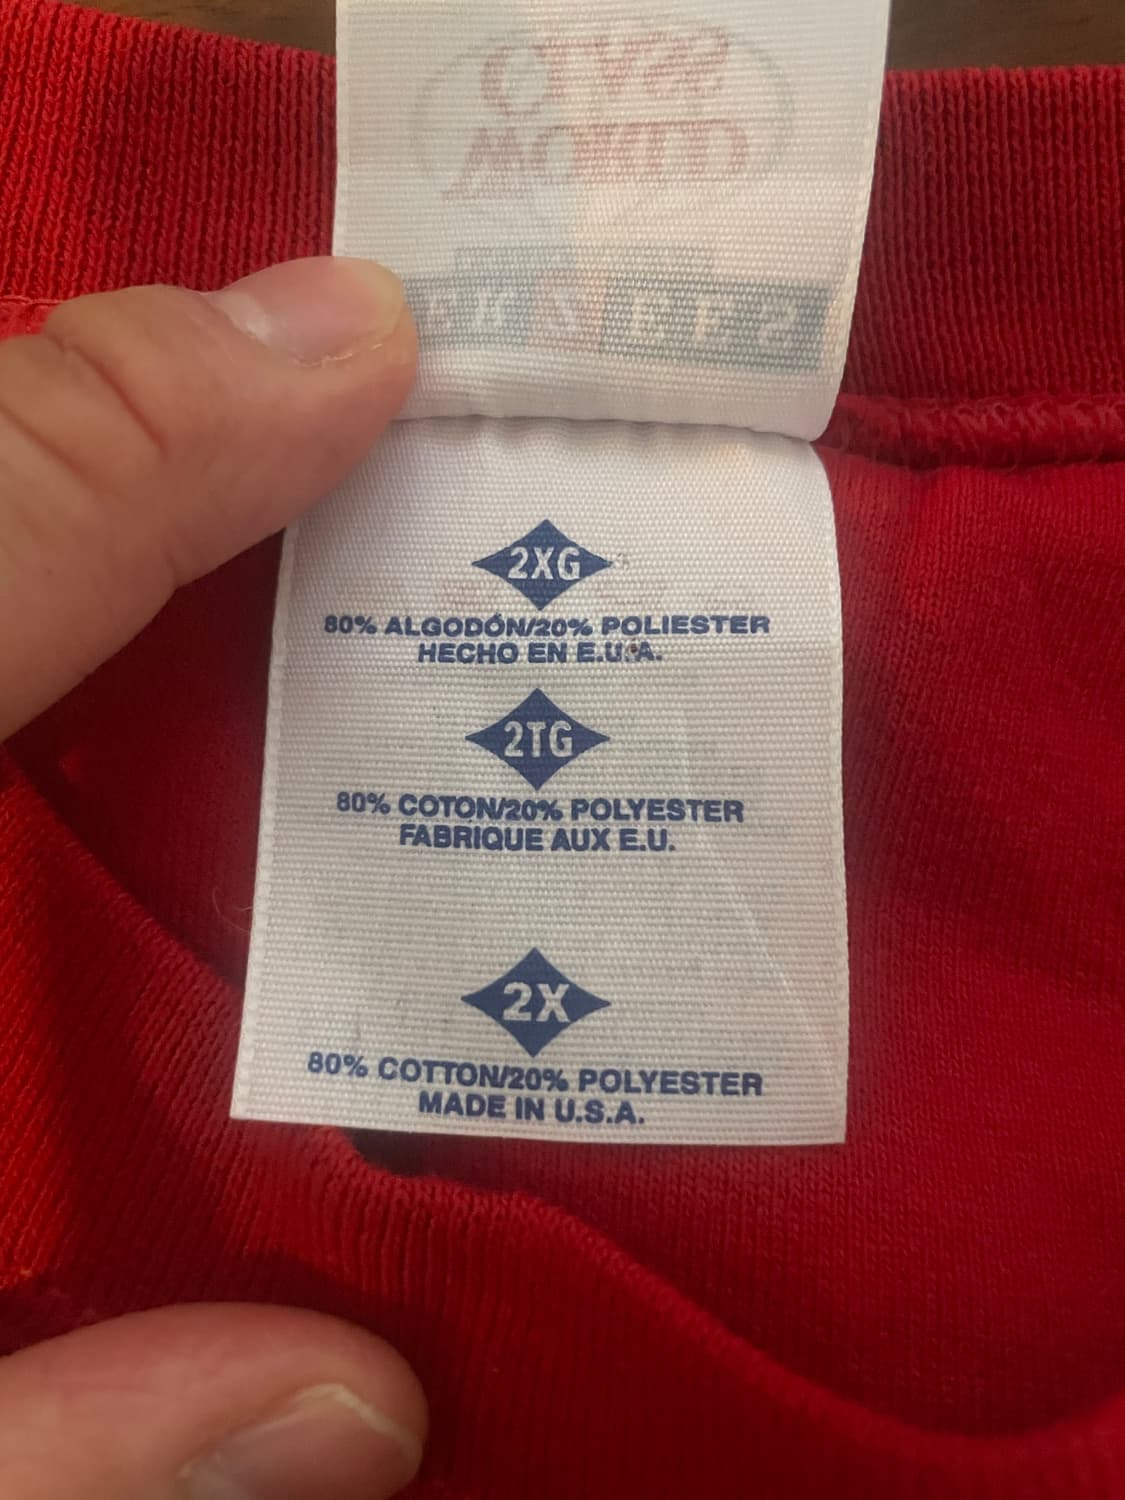 2XG
80% ALGODÓN/20% POLIESTER
HECHO EN E.U.A.
2TG
80% COTON/20% POLYESTER
FABRIQUE AUX E.U.
2X
80% COTTON/20% POLYESTER
MADE IN U.S.A.